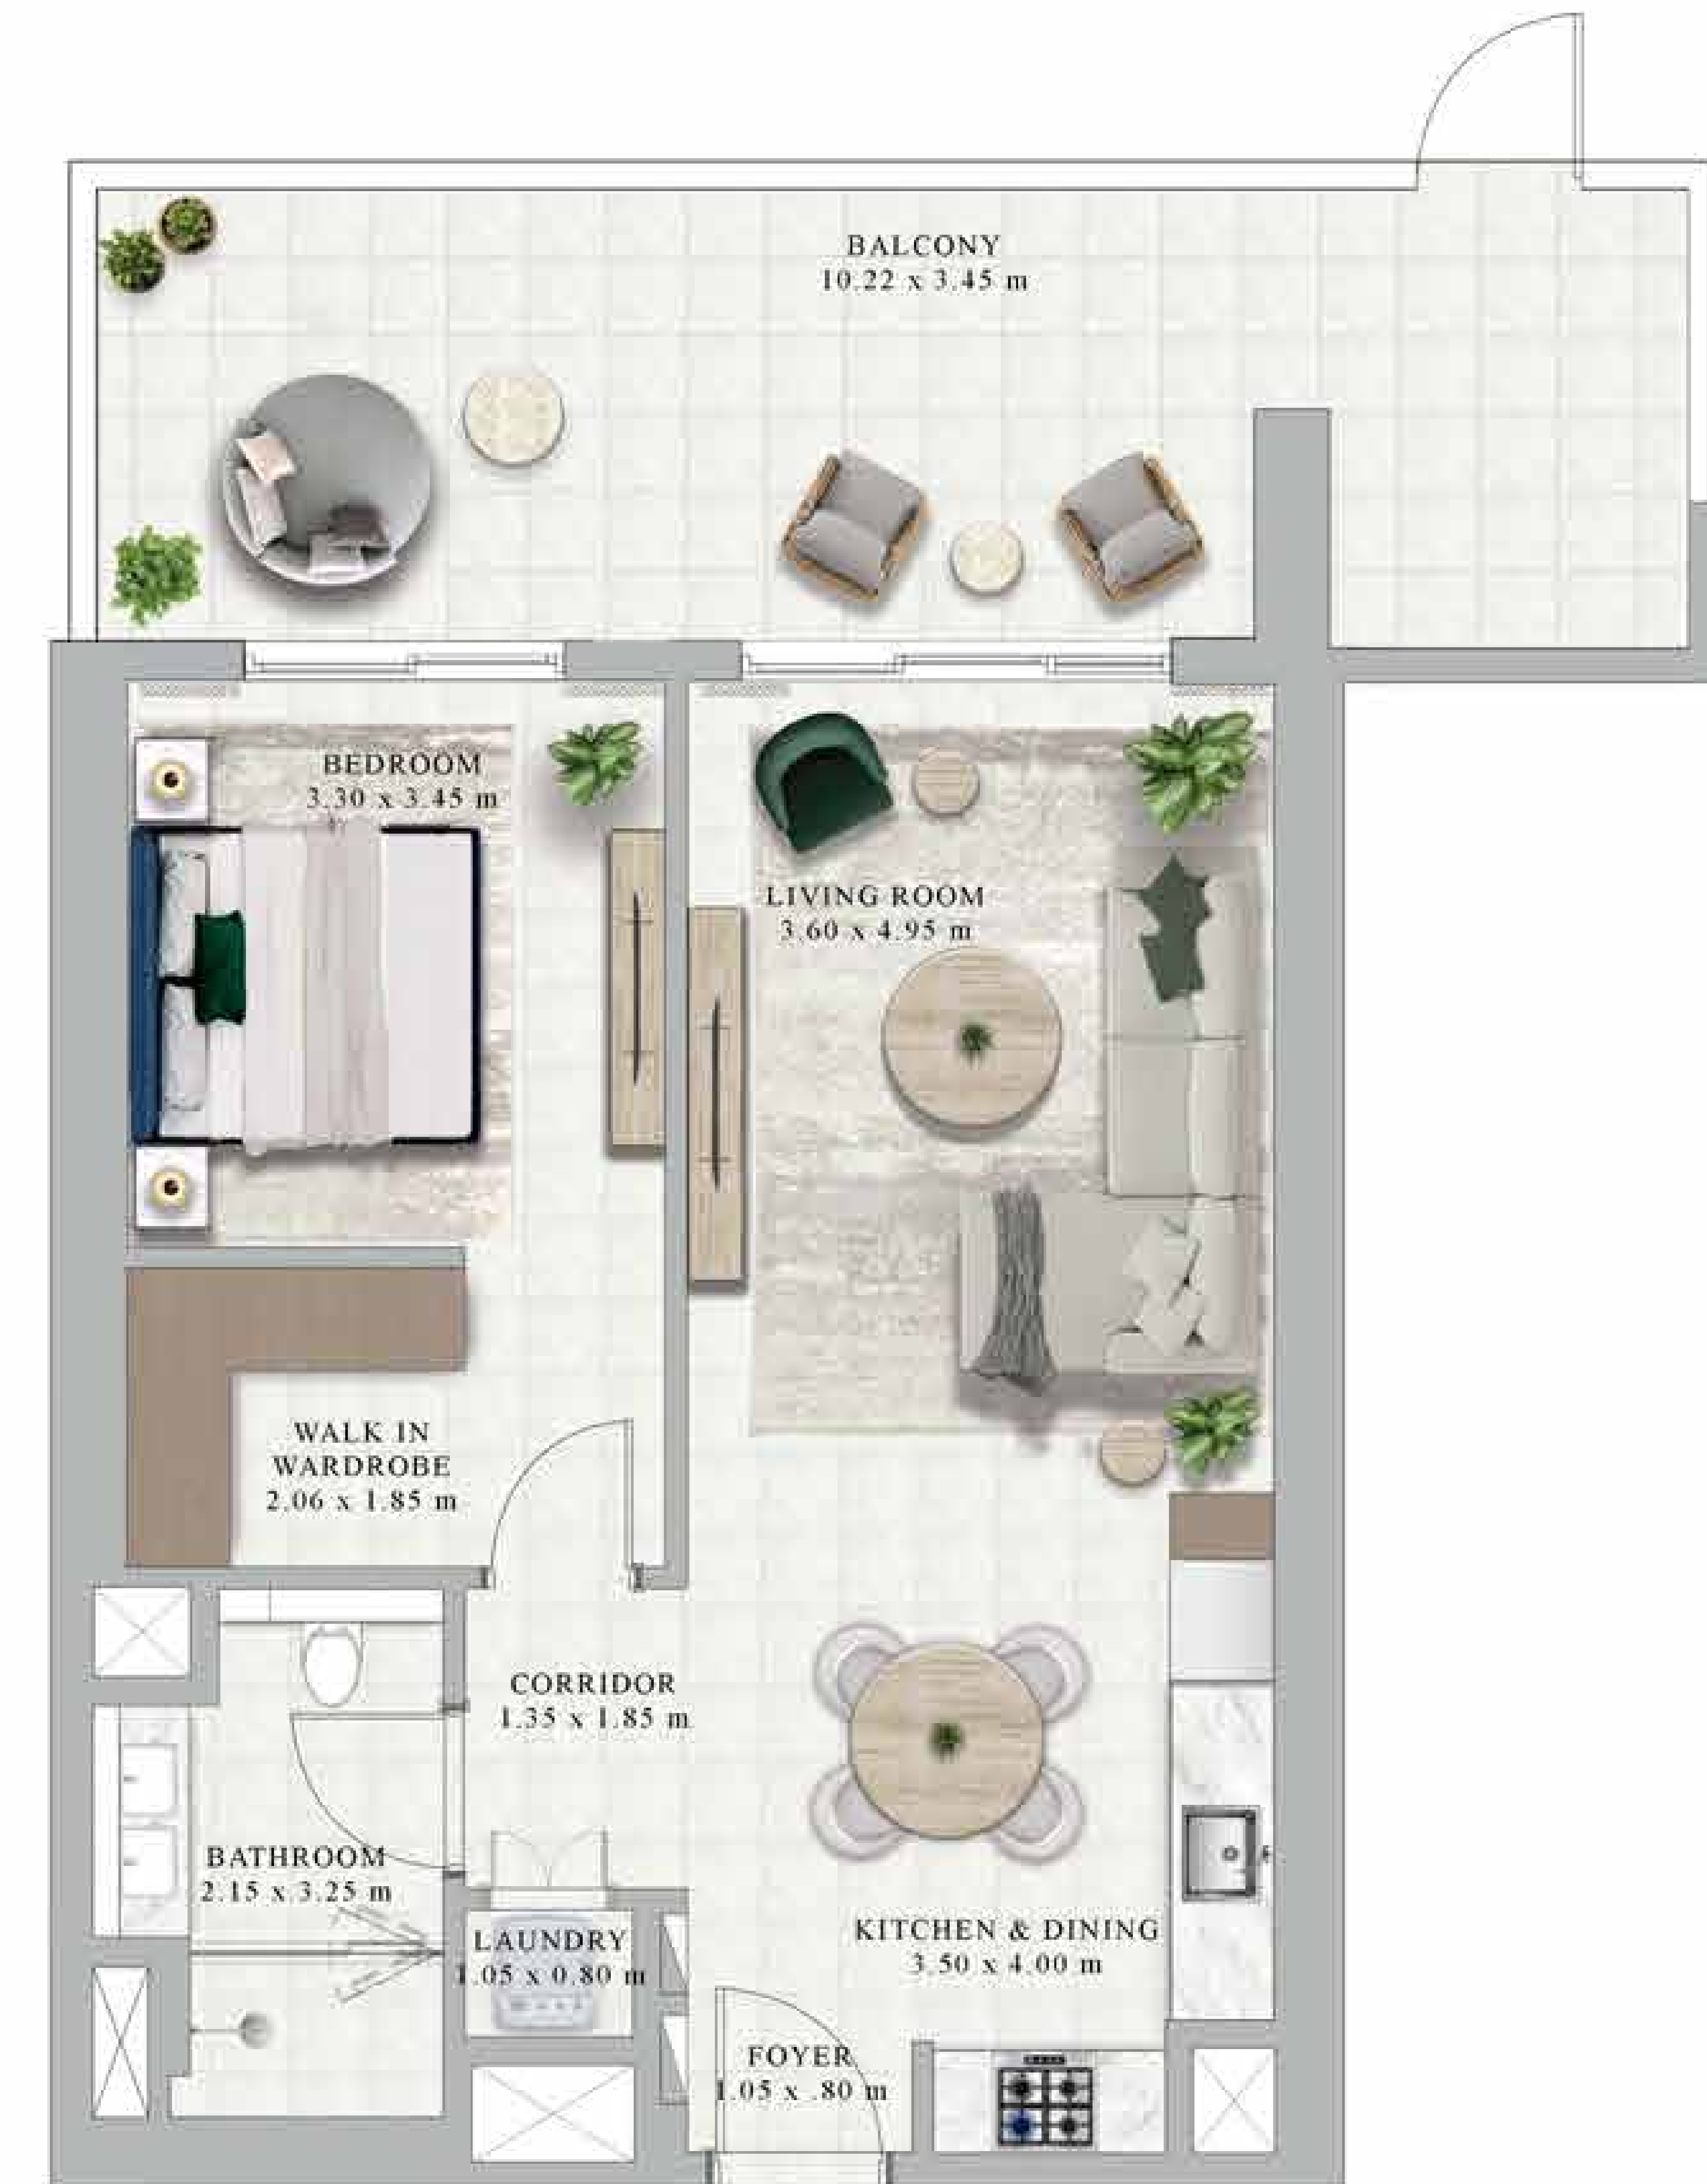 BALCONY
10.22 x 3.45 m
BEDROOM
3.30 x 3.45 m
LIVING ROOM
3.60 x 4.95 m
WALK IN
WARDROBE
2.06 x 1.85 m
CORRIDOR
1.35 x 1.85 m
BATHROOM
2.15 x 3.25 m
LAUNDRY
1.05 x 0.80 m
KITCHEN & DINING
3.50 x 4.00 m
FOYER
1.05 x .80 m